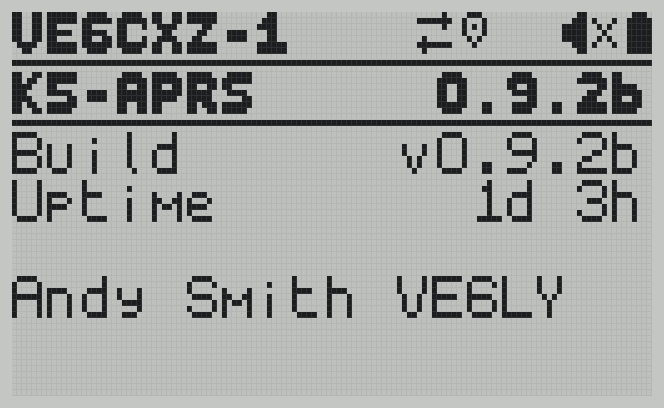 VE6CXZ-1
K5-APRS 0.9.2b
Build v0.9.2b
Uptime 1d 3h
Andy Smith VE6LY